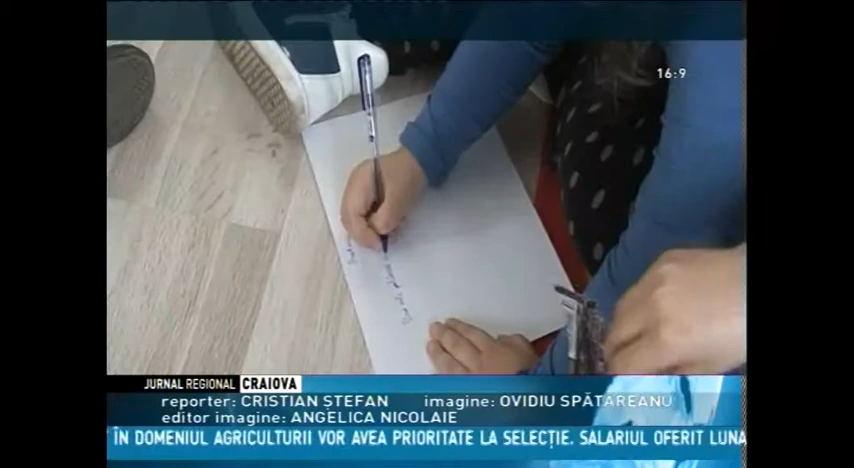 16:9
JURNAL REGIONAL CRAIOVA
reporter: CRISTIAN STEFAN imagine: OVIDIU SPĂTAREANU
editor imagine: ANGELICA NICOLAIE
ÎN DOMENIUL AGRICULTURII VOR AVEA PRIORITATE LA SELECȚIE. SALARIUL OFERIT LUNA